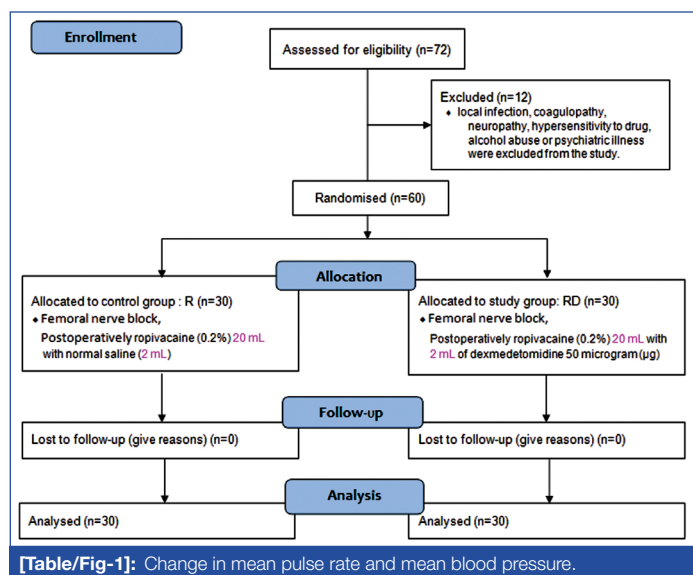 Enrollment
Assessed for eligibility (n=72)
Excluded (n=12)
♦ local infection, coagulopathy,
neuropathy, hypersensitivity to drug,
alcohol abuse or psychiatric illness
were excluded from the study.
Randomised (n=60)
Allocation
Allocated to control group : R (n=30)
♦ Femoral nerve block,
Postoperatively ropivacaine (0.2%) 20 mL
with normal saline (2 mL)
Allocated to study group: RD (n=30)
♦ Femoral nerve block,
Postoperatively ropivacaine (0.2%) 20 mL with
2 mL of dexmedetomidine 50 microgram (µg)
Follow-up
Lost to follow-up (give reasons) (n=0)
Lost to follow-up (give reasons) (n=0)
Analysis
Analysed (n=30)
Analysed (n=30)
[Table/Fig-1]: Change in mean pulse rate and mean blood pressure.